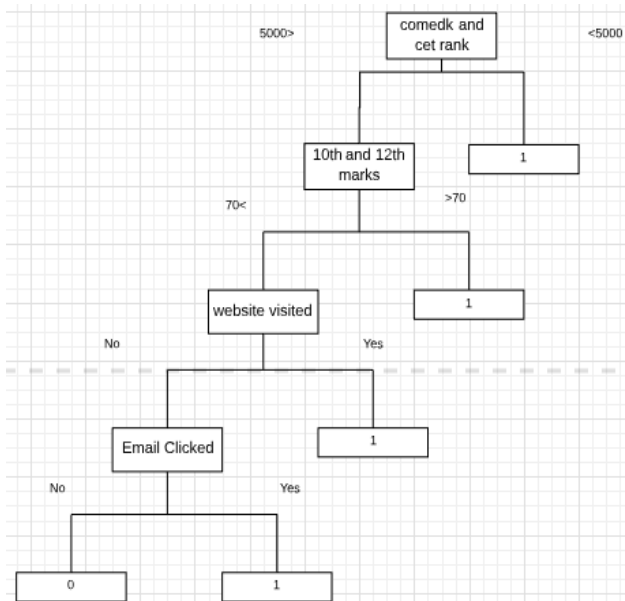 comedk and
cet rank
5000>
<5000
10th and 12th
marks
1
70<
>70
website visited
1
No
Yes
Email Clicked
1
No
Yes
0
1